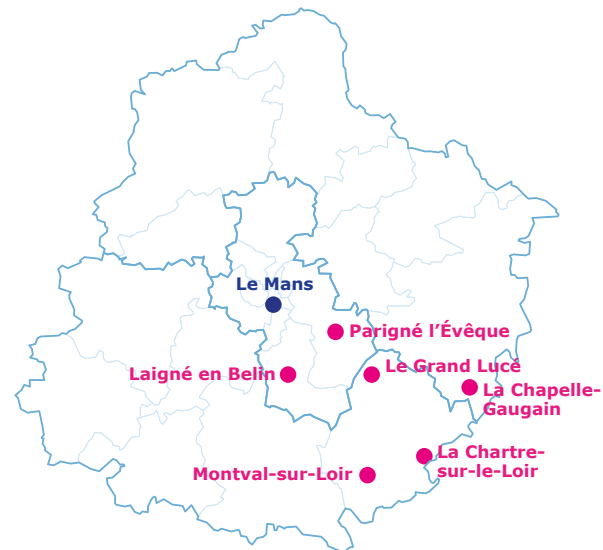 Le Mans
Parigné l'Évêque
Le Grand Lucé
Laigné en Belin
La Chapelle-
Gaugain
La Chartre-
sur-le-Loir
Montval-sur-Loir